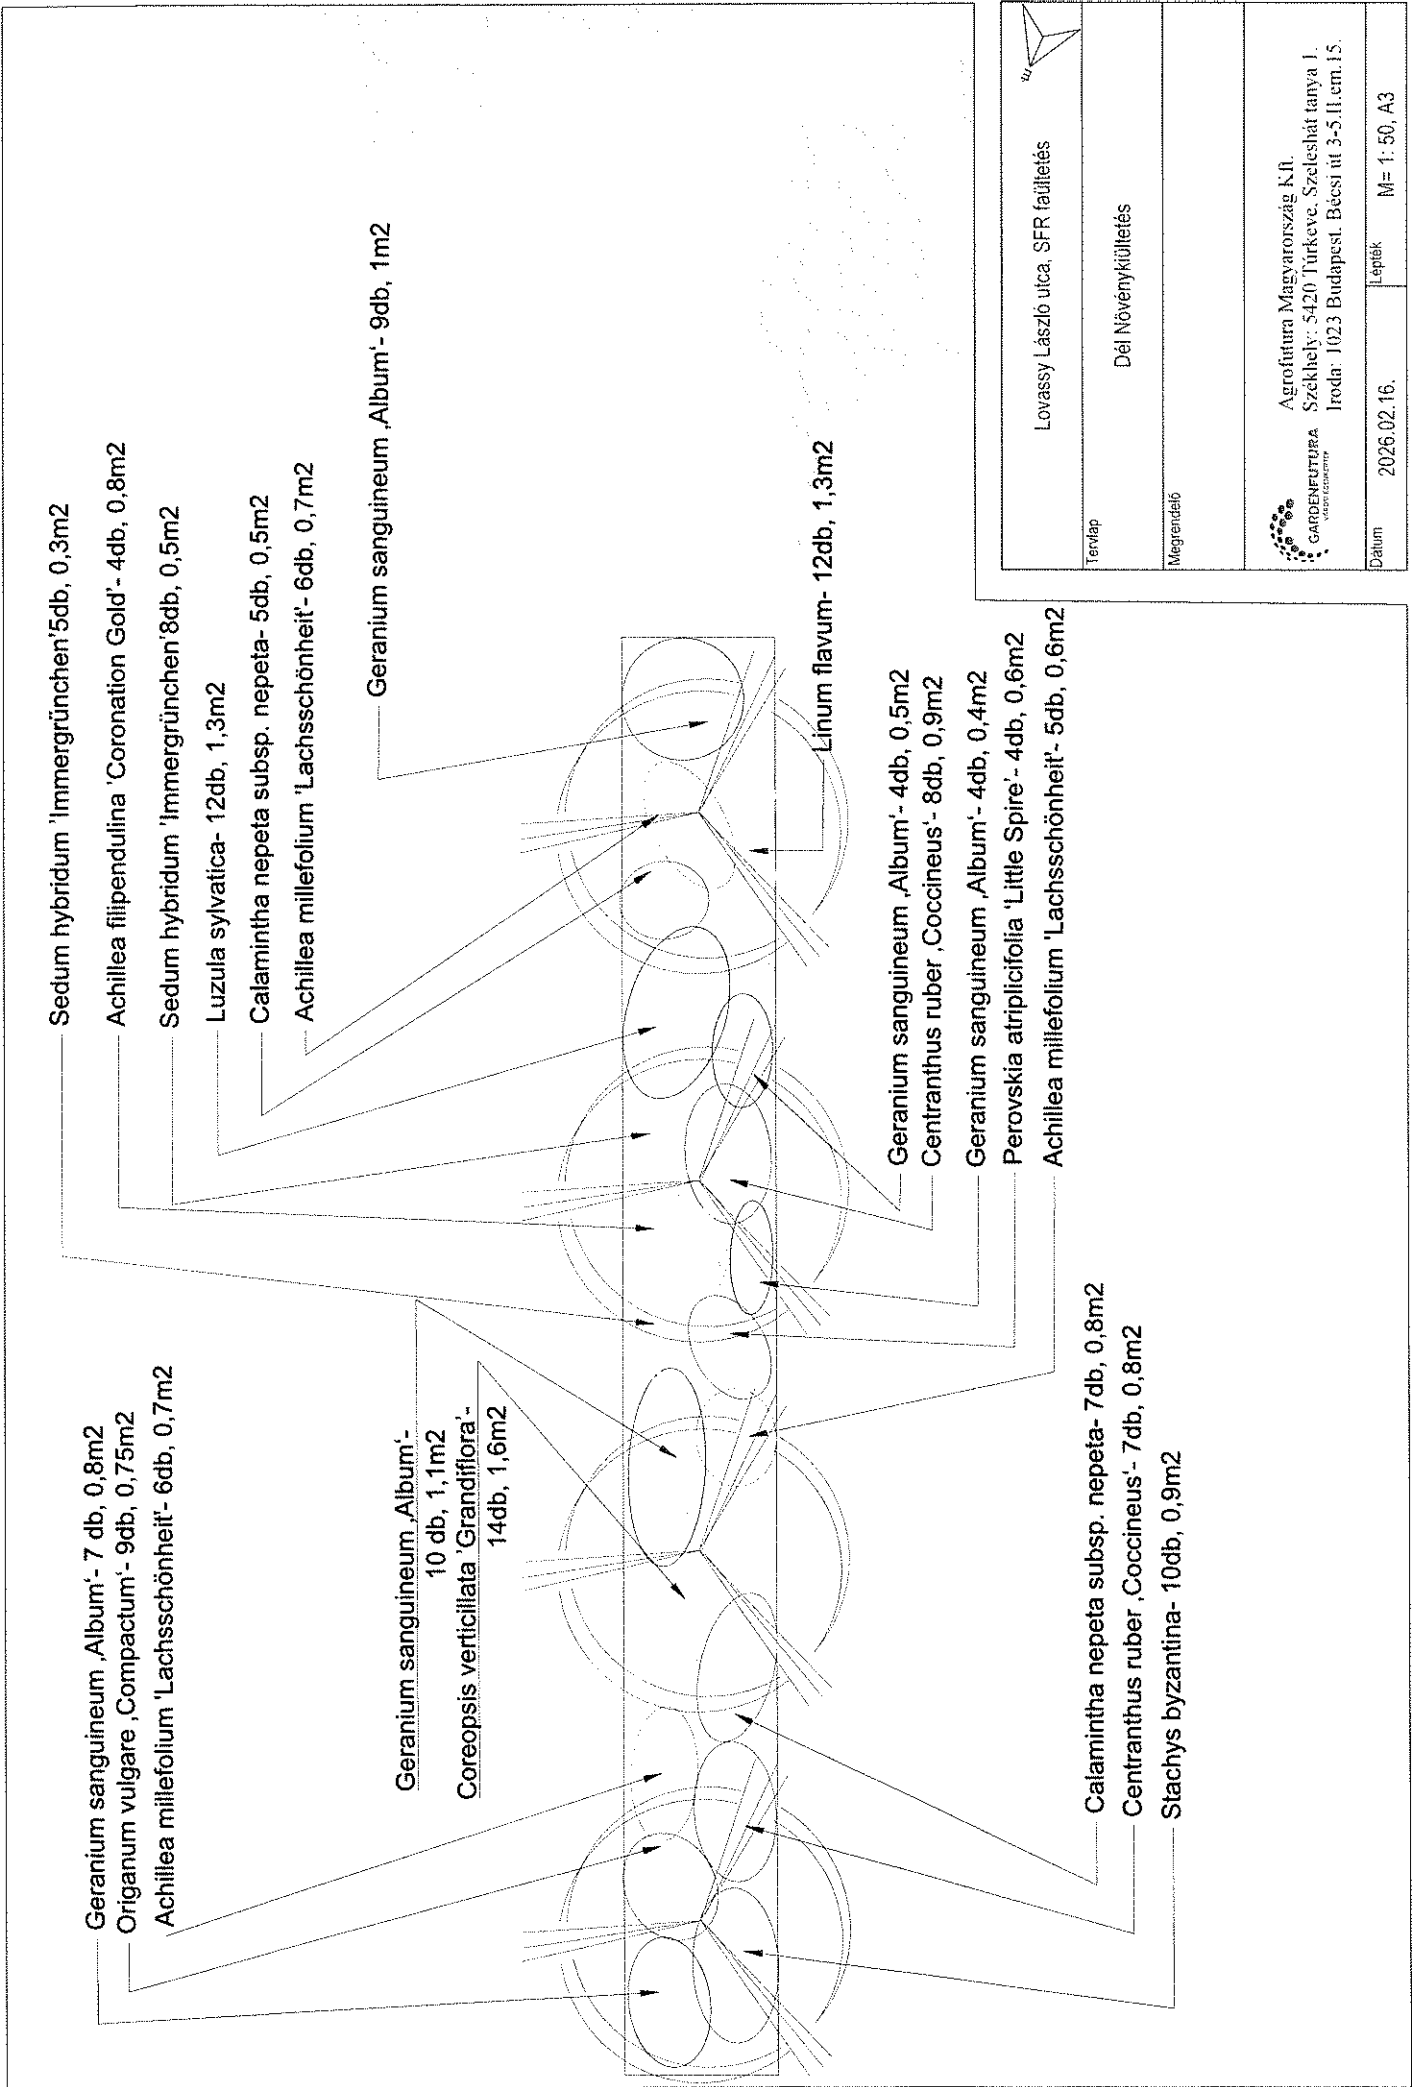 Sedum hybridum 'Immergrünchen'5db, 0,3m2
Achillea filipendulina 'Coronation Gold'- 4db, 0,8m2
Sedum hybridum 'Immergrünchen'8db, 0,5m2
Luzula sylvatica- 12db, 1,3m2
Calamintha nepeta subsp. nepeta- 5db, 0,5m2
Achillea millefolium 'Lachsschönheit'- 6db, 0,7m2
Geranium sanguineum ‚Album'- 9db, 1m2
Geranium sanguineum ‚Album'- 7 db, 0,8m2
Origanum vulgare ‚Compactum'- 9db, 0,75m2
Achillea millefolium 'Lachsschönheit'- 6db, 0,7m2
Geranium sanguineum ‚Album'-
10 db, 1,1m2
Coreopsis verticillata 'Grandiflora'-
14db, 1,6m2
Linum flavum- 12db, 1,3m2
Geranium sanguineum ‚Album'- 4db, 0,5m2
Centranthus ruber ‚Coccineus'- 8db, 0,9m2
Geranium sanguineum ‚Album'- 4db, 0,4m2
Perovskia atriplicifolia 'Little Spire'- 4db, 0,6m2
Achillea millefolium 'Lachsschönheit'- 5db, 0,6m2
Calamintha nepeta subsp. nepeta- 7db, 0,8m2
Centranthus ruber ‚Coccineus'- 7db, 0,8m2
Stachys byzantina- 10db, 0,9m2
É
Lovassy László utca, SFR faültetés
Tervlap
Dél Növénykiültetés
Megrendelő
GARDENFUTURA
Agrofutura Magyarország Kft.
Székhely: 5420 Túrkeve, Szeleshát tanya 1.
Iroda: 1023 Budapest, Bécsi út 3-5.II.em.15.
Dátum
2026.02.16.
Lépték
M= 1: 50, A3